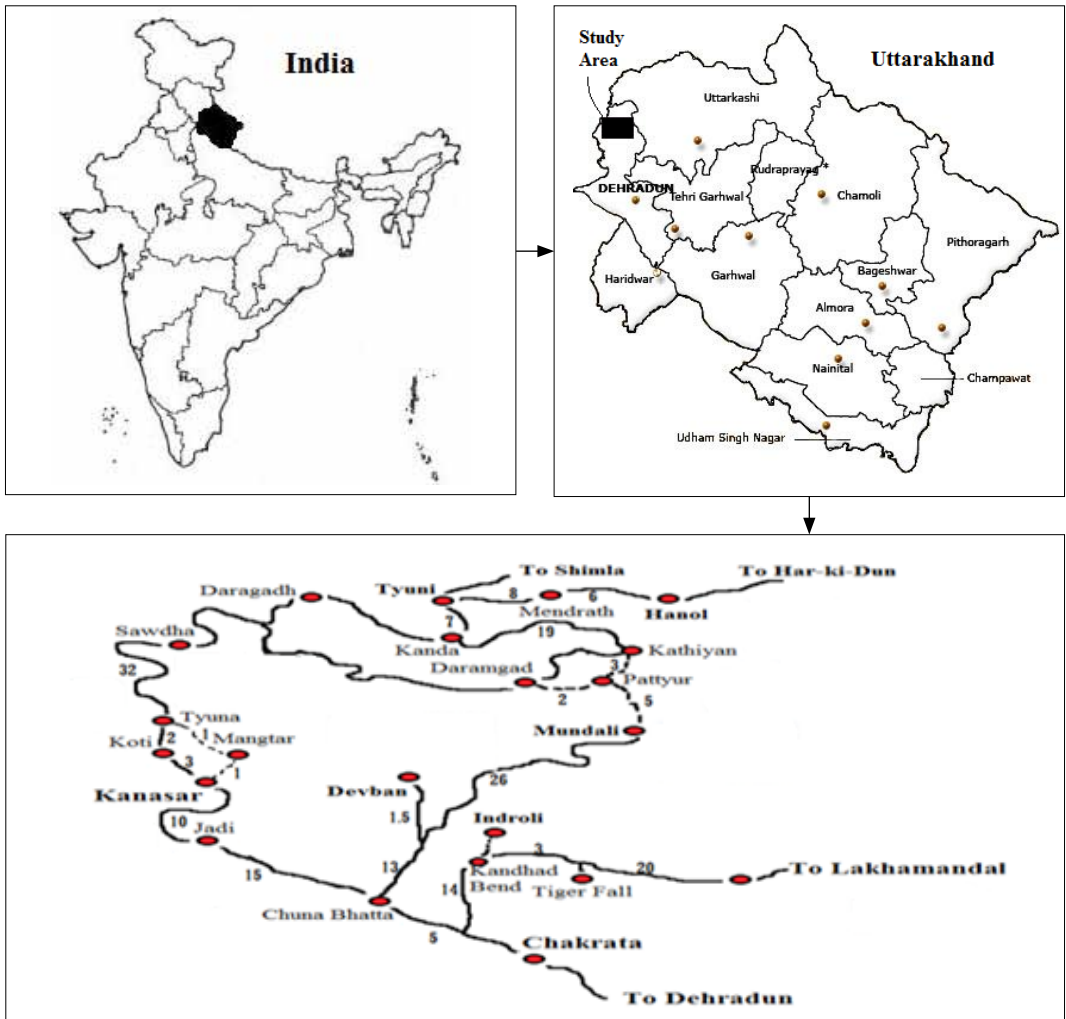 India
Study
Area
Uttarakhand
Uttarkashi
Rudraprayag *
DEHRADUN
Tehri Garhwal
Chamoli
Pithoragarh
Haridwar
Garhwal
Bageshwar
Almora
Nainital
Champawat
Udham Singh Nagar
To Shimla
To Har-ki-Dun
Daragadh
Tyuni
8
6
Mendrath
Hanol
7
19
Sawdha
Kanda
Kathiyan
32
Daramgad
3
Pattyur
2
5
Tyuna
1
Mundali
2
Koti
Mangtar
3
1
26
Kanasar
Devban
10
1.5
Indroli
Jadi
3
13
Kandhad
Bend
20
To Lakhamandal
15
14
Tiger Fall
Chuna Bhatta
5
Chakrata
To Dehradun